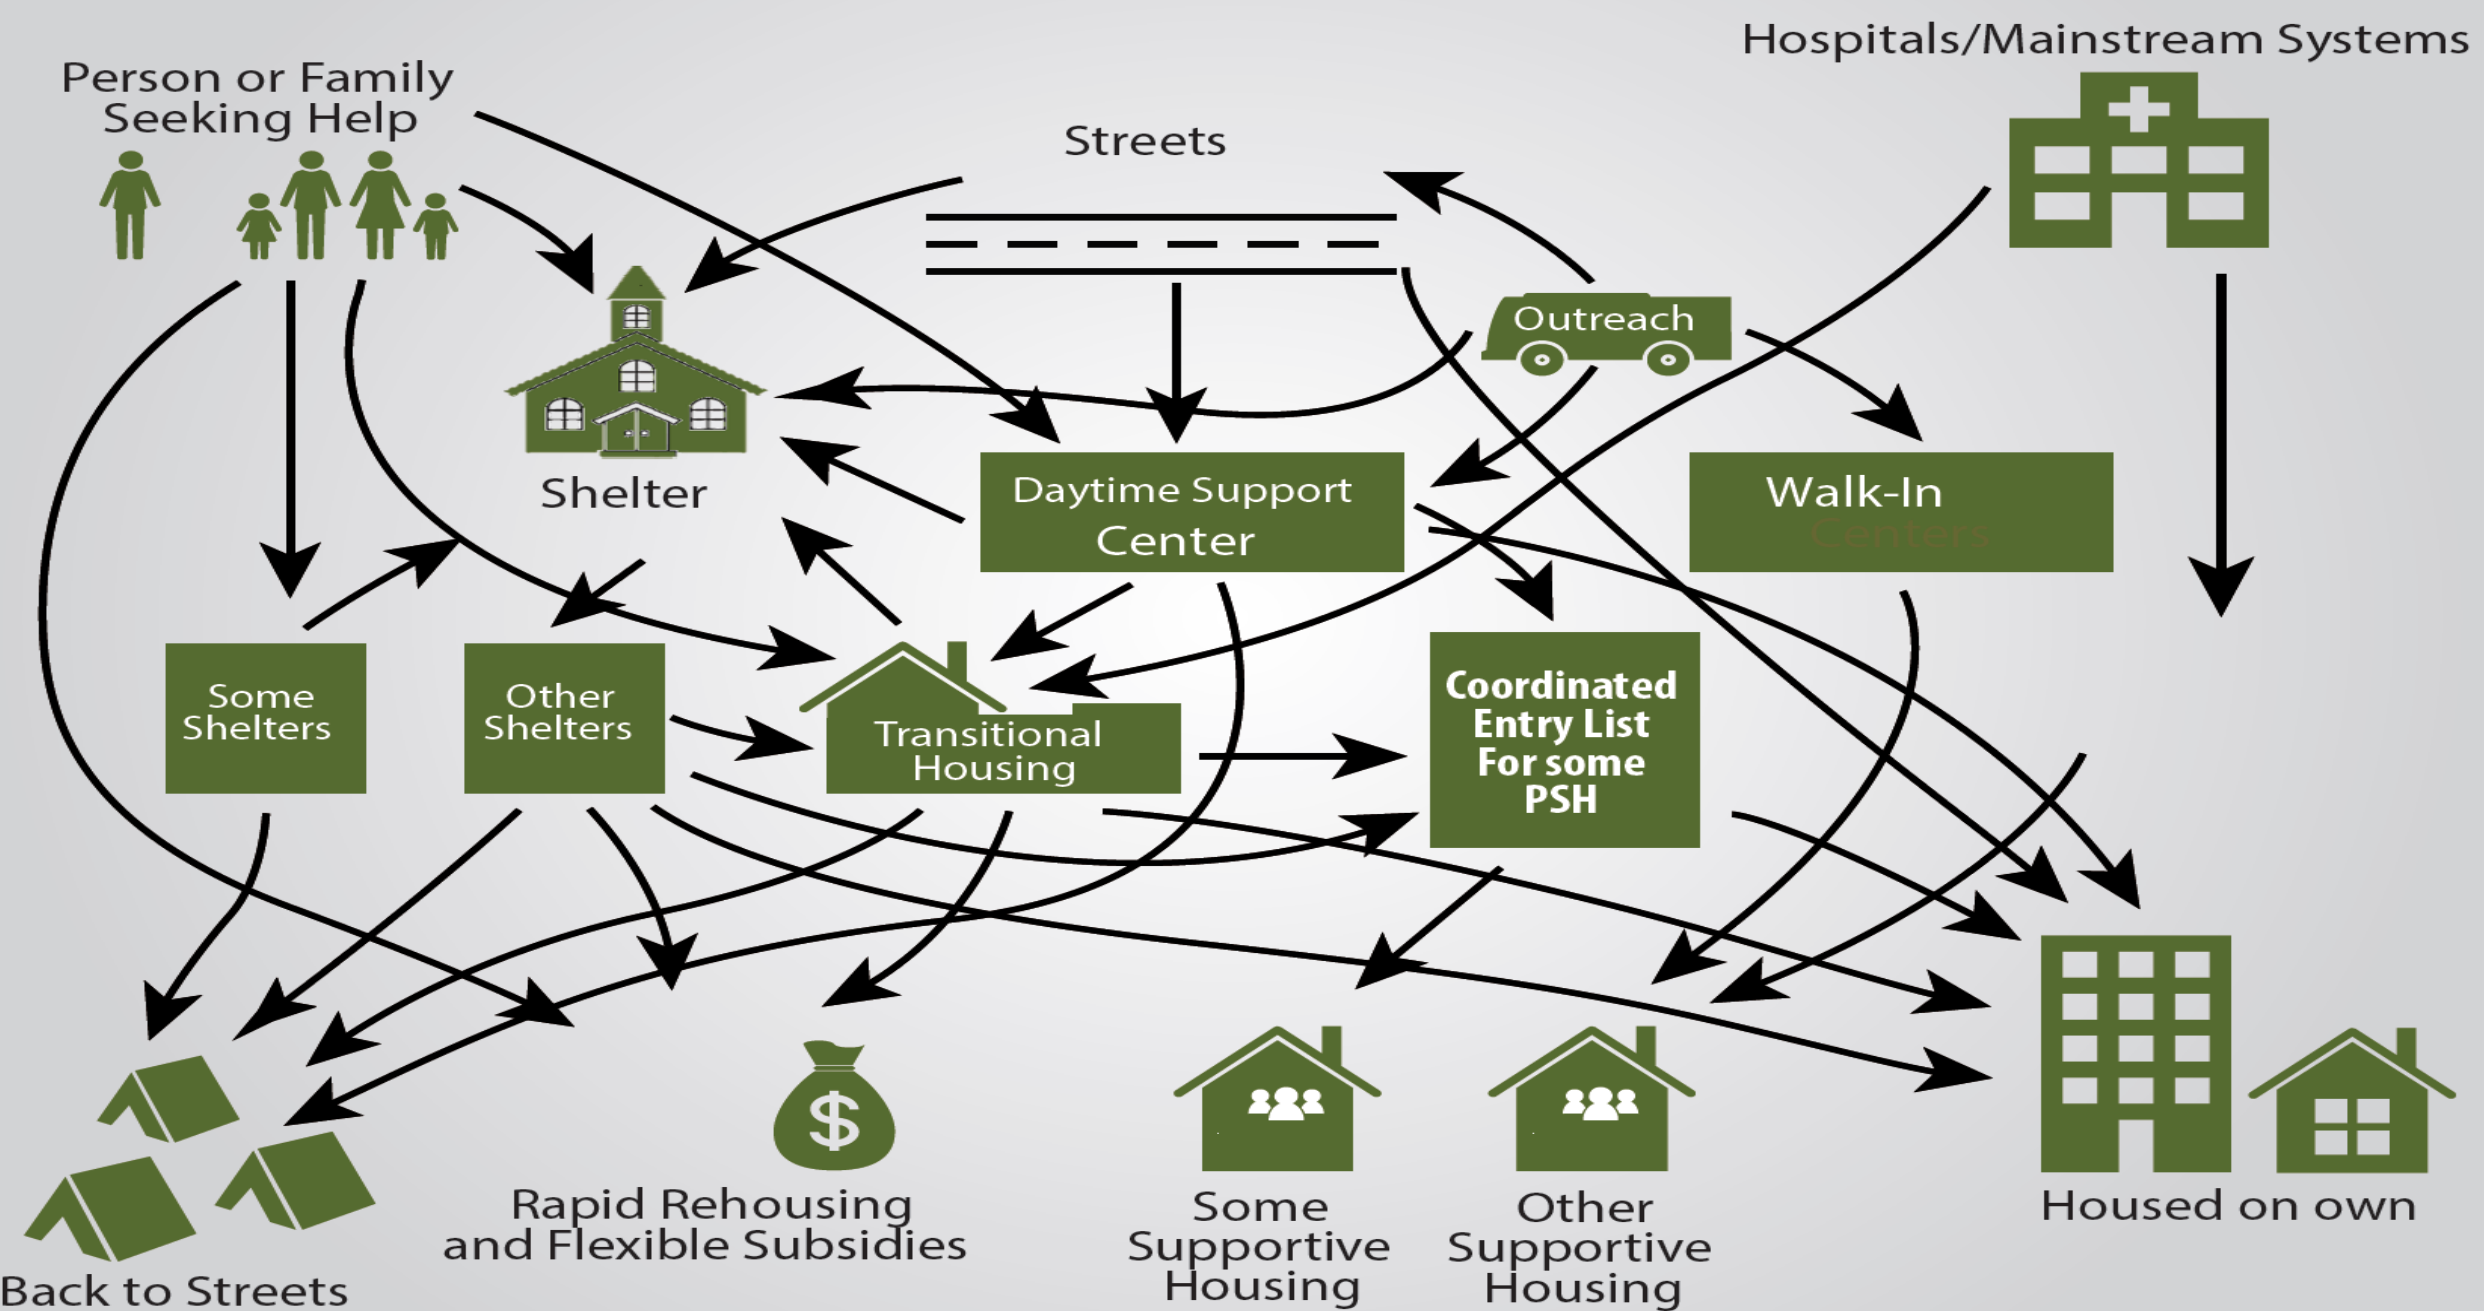 Hospitals/Mainstream Systems
Person or Family
Seeking Help
Streets
Outreach
Shelter
Daytime Support
Center
Walk-In
Centers
Some
Shelters
Other
Shelters
Transitional
Housing
Coordinated
Entry List
For some
PSH
$
Rapid Rehousing
and Flexible Subsidies
Some
Supportive
Housing
Other
Supportive
Housing
Housed on own
Back to Streets